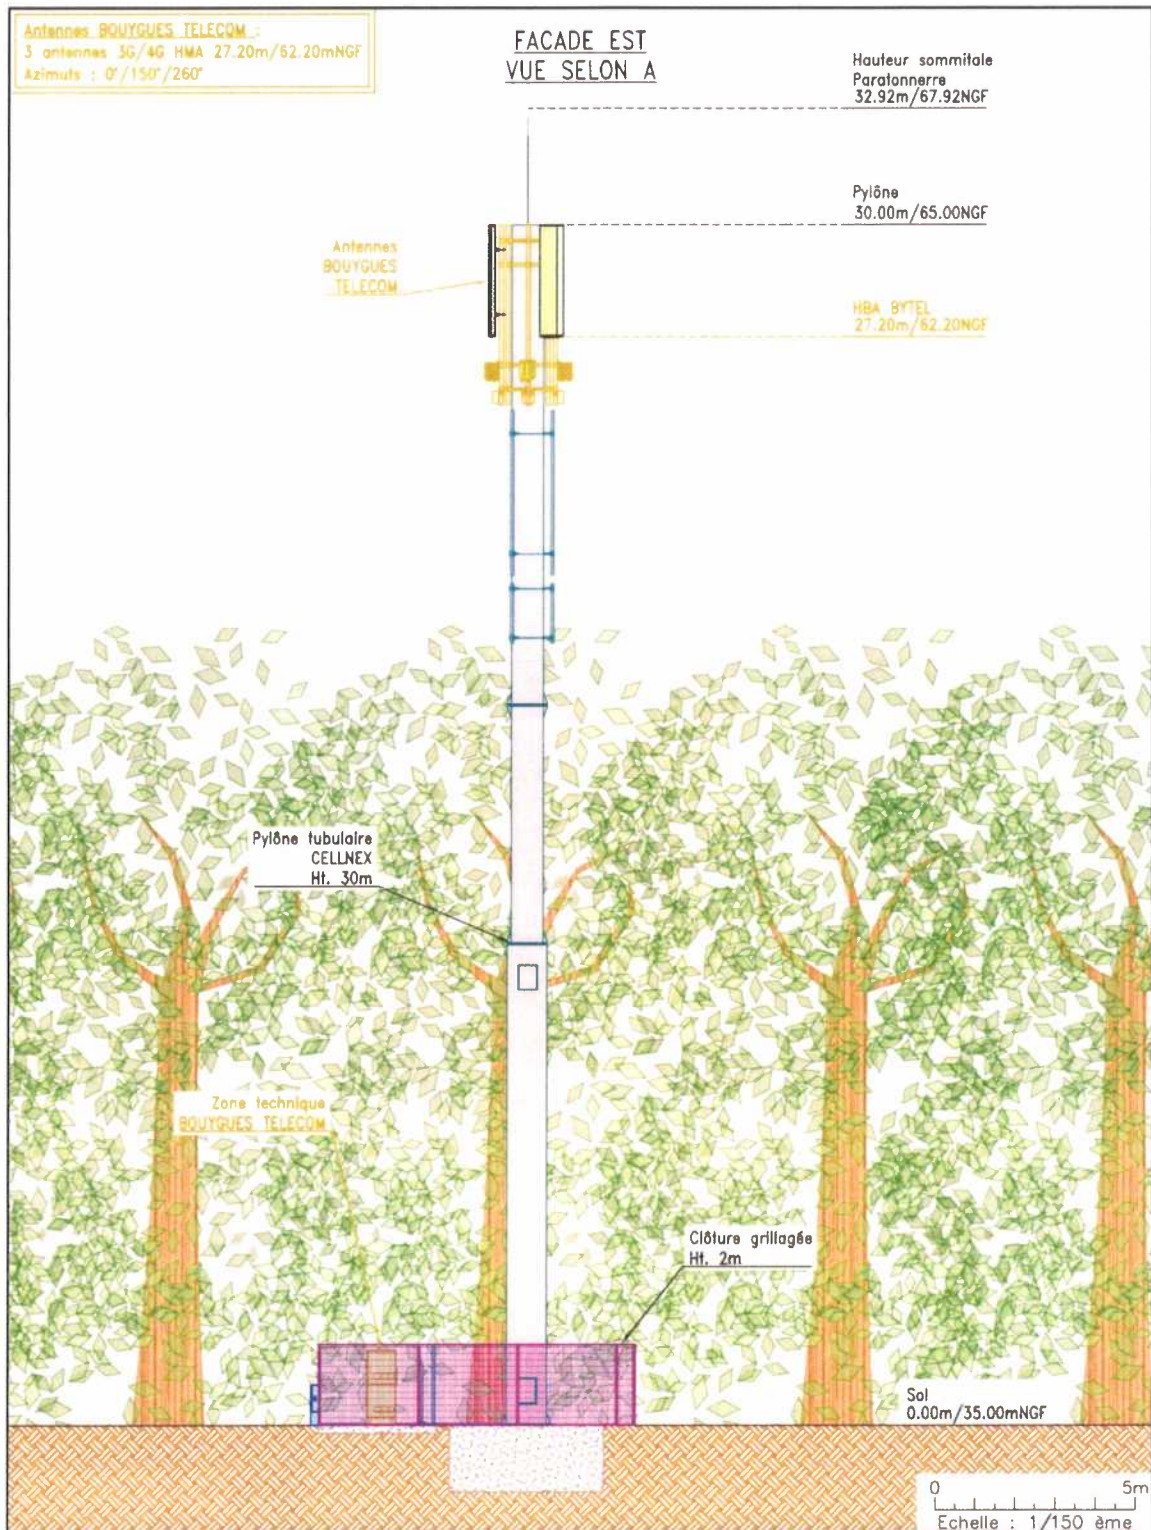 Antennes BOUYGUES TELECOM :
3 antennes 3G/4G HMA 27.20m/62.20mNGF
Azimuts : 0°/150°/260°
FACADE EST
VUE SELON A
Hauteur sommitale
Paratonnerre
32.92m/67.92NGF
Pylône
30.00m/65.00NGF
Antennes
BOUYGUES
TELECOM
HBA BYTEL
27.20m/62.20NGF
Pylône tubulaire
CELLNEX
Ht. 30m
Zone technique
BOUYGUES TELECOM
Clôture grillagée
Ht. 2m
Sol
0.00m/35.00mNGF
0 5m
Echelle : 1/150 ème